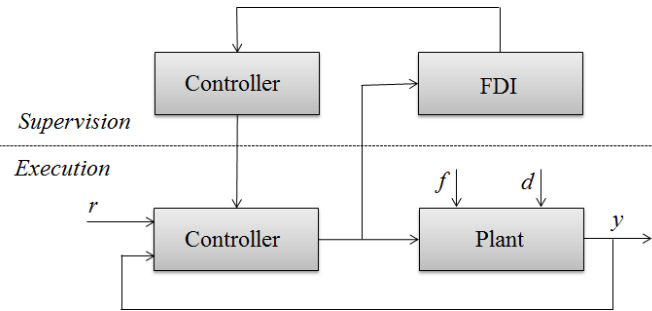 Controller
FDI
Supervision
Execution
f
d
r
Controller
Plant
y